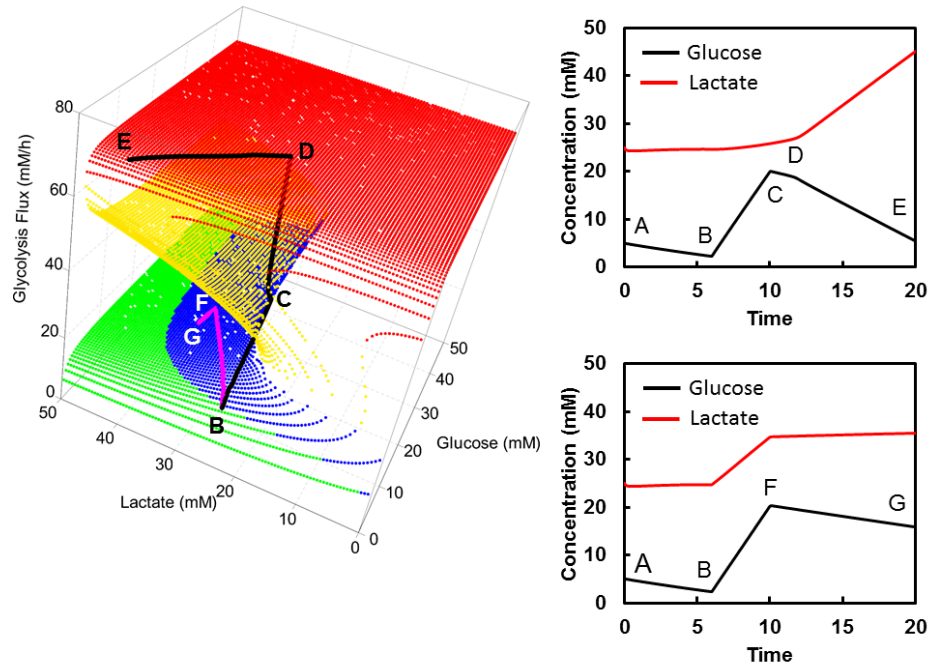 Glycolysis Flux (mM/h)
80
60
40
20
0
E
D
C
F
G
B
50
40
30
20
10
0
Lactate (mM)
0
10
20
30
40
50
Glucose (mM)
Concentration (mM)
50
40
30
20
10
0
Glucose
Lactate
A
B
C
D
E
0
5
10
15
20
Time
Concentration (mM)
50
40
30
20
10
0
Glucose
Lactate
A
B
F
G
0
5
10
15
20
Time